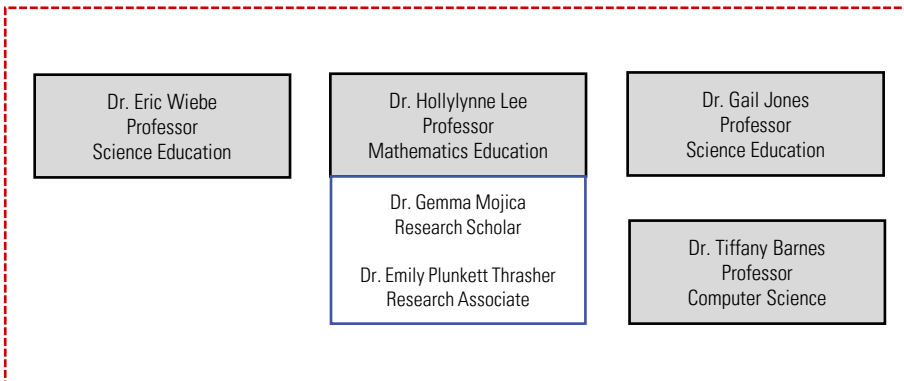 Dr. Eric Wiebe
Professor
Science Education
Dr. Hollylynne Lee
Professor
Mathematics Education
Dr. Gemma Mojica
Research Scholar
Dr. Emily Plunkett Thrasher
Research Associate
Dr. Gail Jones
Professor
Science Education
Dr. Tiffany Barnes
Professor
Computer Science